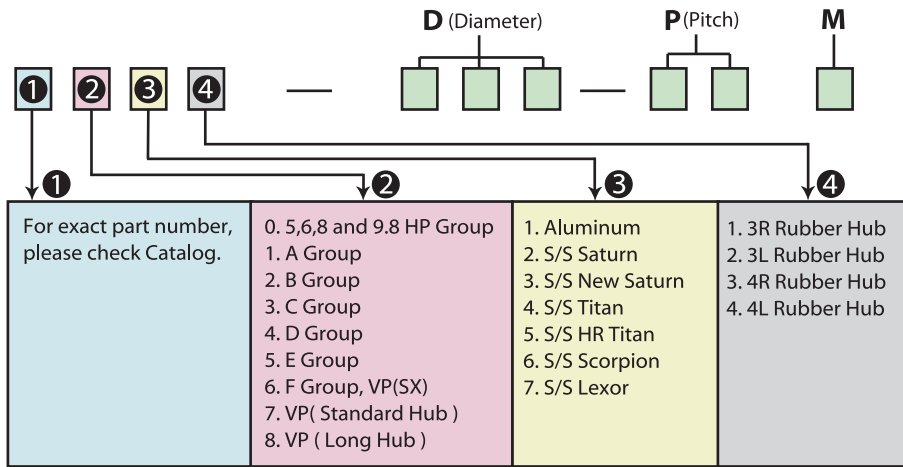 D (Diameter) P (Pitch) M
1 2 3 4 — —
1 2 3 4
For exact part number,
please check Catalog.
0. 5,6,8 and 9.8 HP Group
1. A Group
2. B Group
3. C Group
4. D Group
5. E Group
6. F Group, VP(SX)
7. VP( Standard Hub )
8. VP ( Long Hub )
1. Aluminum
2. S/S Saturn
3. S/S New Saturn
4. S/S Titan
5. S/S HR Titan
6. S/S Scorpion
7. S/S Lexor
1. 3R Rubber Hub
2. 3L Rubber Hub
3. 4R Rubber Hub
4. 4L Rubber Hub